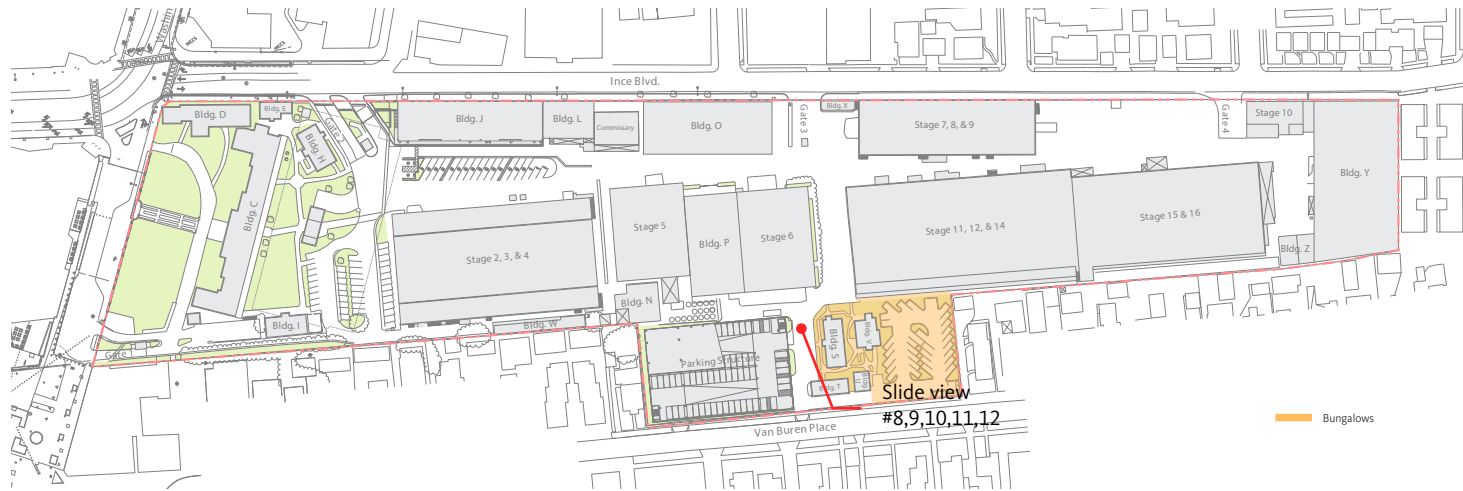 Washin
Ince Blvd.
Bldg. D
Bldg. E
Gate 2
Bldg. H
Bldg. J
Bldg. L
Commissary
Bldg. O
Gate 3
Bldg. X
Stage 7, 8, & 9
Gate 4
Stage 10
Bldg. Y
Bldg. C
Stage 2, 3, & 4
Stage 5
Bldg. P
Stage 6
Stage 11, 12, & 14
Stage 15 & 16
Bldg. Z
Bldg. N
Bldg. I
Bldg. W
Gate
Parking Structure
Bldg. S
Bldg. V
Bldg. T
Bldg.
U
Slide view
#8,9,10,11,12
Van Buren Place
Bungalows